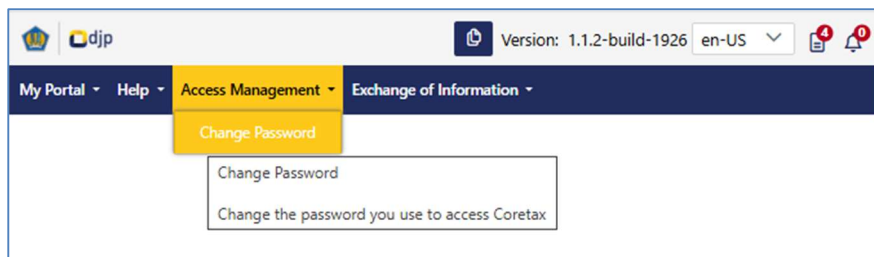 djp Version: 1.1.2-build-1926 en-US 4 9
My Portal Help Access Management Exchange of Information
Change Password
Change Password
Change the password you use to access Coretax